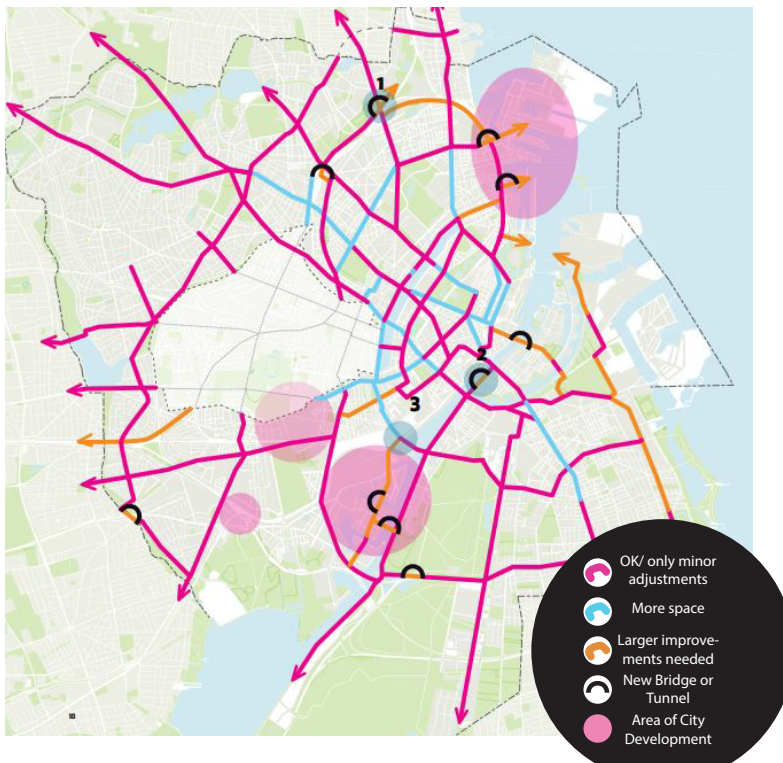 1
2
3
OK/ only minor
adjustments
More space
Larger improve-
ments needed
New Bridge or
Tunnel
Area of City
Development
10